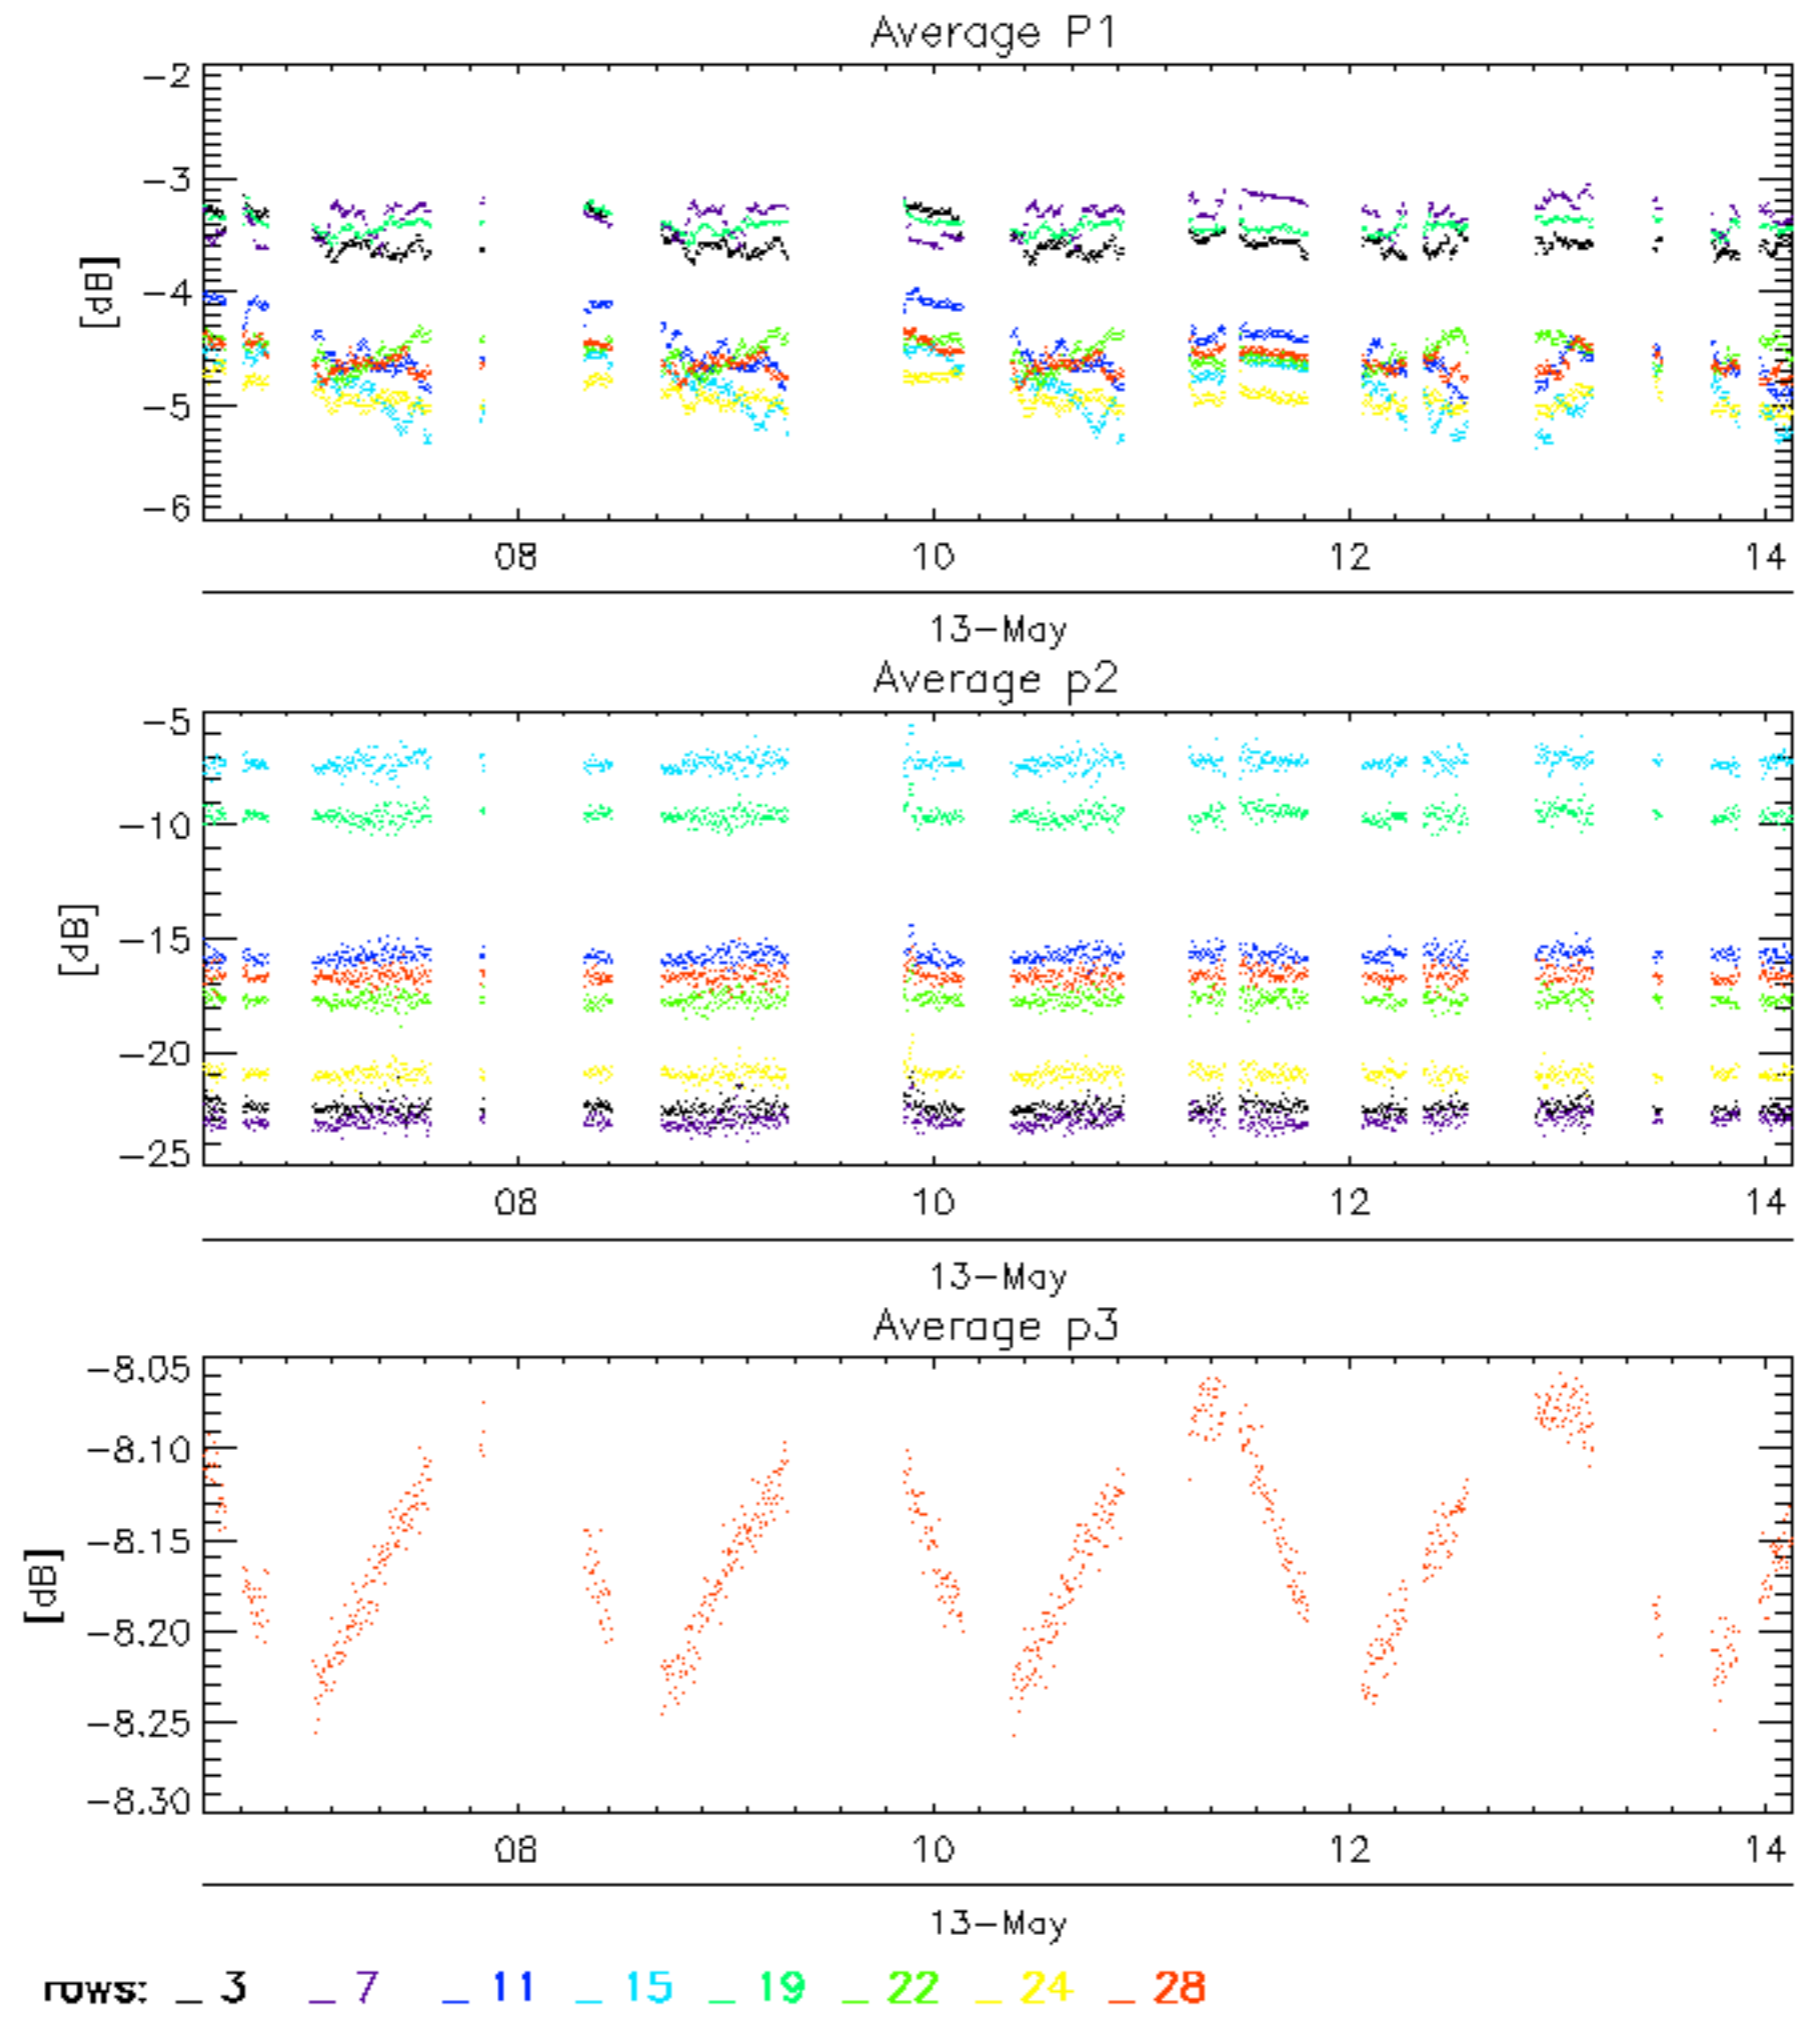 Average P1
-2
-3
-4
-5
-6
[dB]
08 10 12 14
13-May
Average p2
-5
-10
-15
-20
-25
[dB]
08 10 12 14
13-May
Average p3
-8.05
-8.10
-8.15
-8.20
-8.25
-8.30
[dB]
08 10 12 14
13-May
rows: _ 3 _ 7 _ 11 _ 15 _ 19 _ 22 _ 24 _ 28